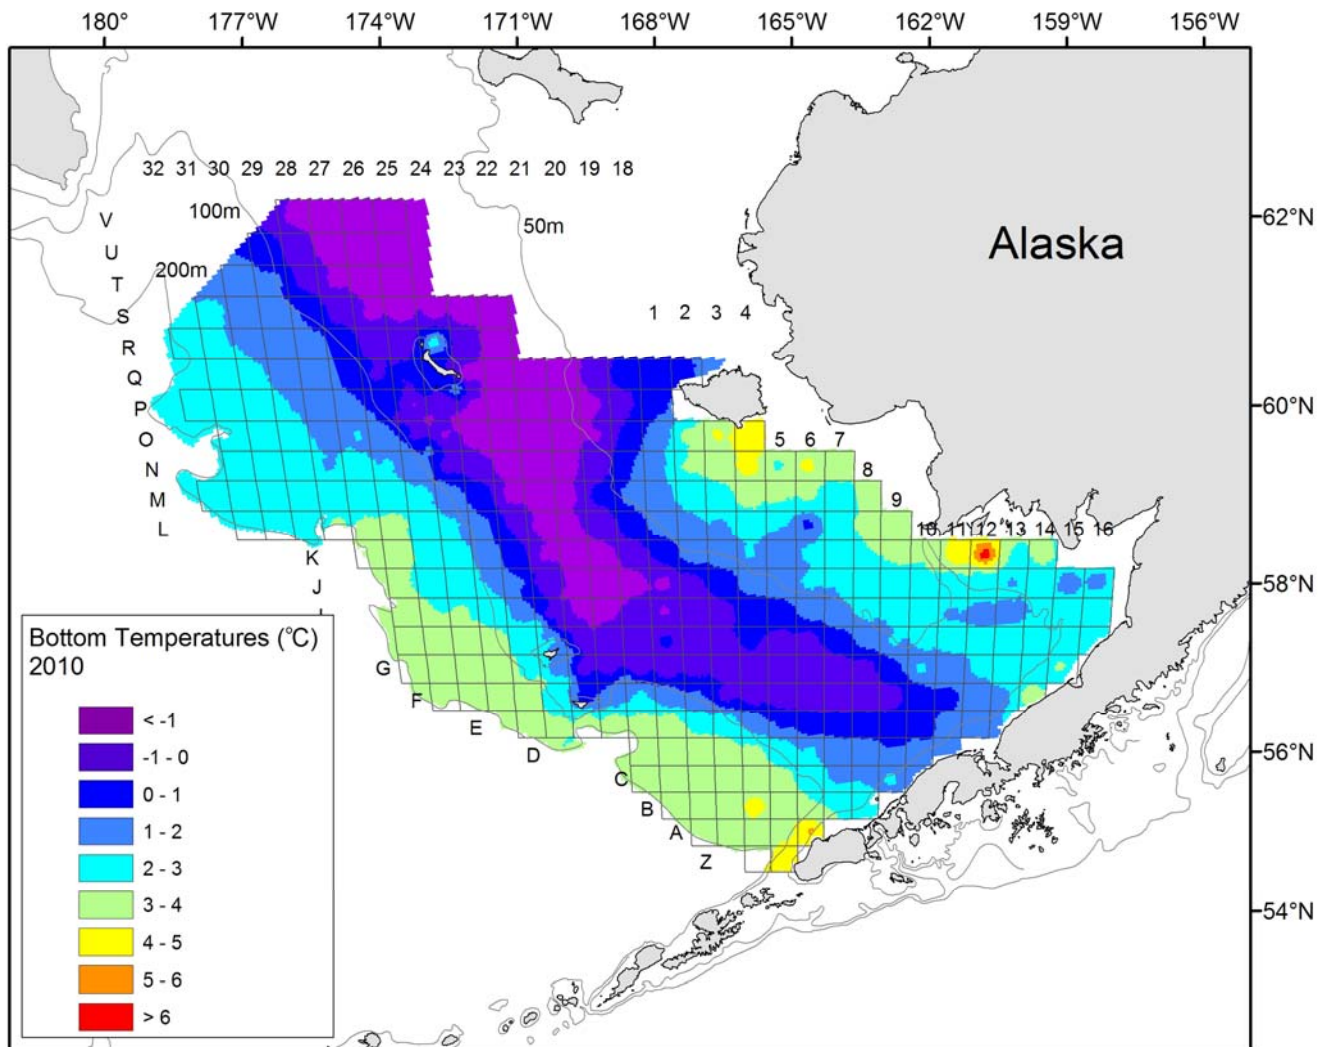 180° 177°W 174°W 171°W 168°W 165°W 162°W 159°W 156°W
32 31 30 29 28 27 26 25 24 23 22 21 20 19 18
V
100m
62°N
50m
Alaska
U
200m
T
S
1 2 3 4
R
Q
P
60°N
O
5 6 7
N
8
M
9
L
10 11 12 13 14 15 16
K
J
58°N
Bottom Temperatures (°C)
2010
G
F
E
D
56°N
C
B
A
Z
54°N
< -1
-1 - 0
0 - 1
1 - 2
2 - 3
3 - 4
4 - 5
5 - 6
> 6